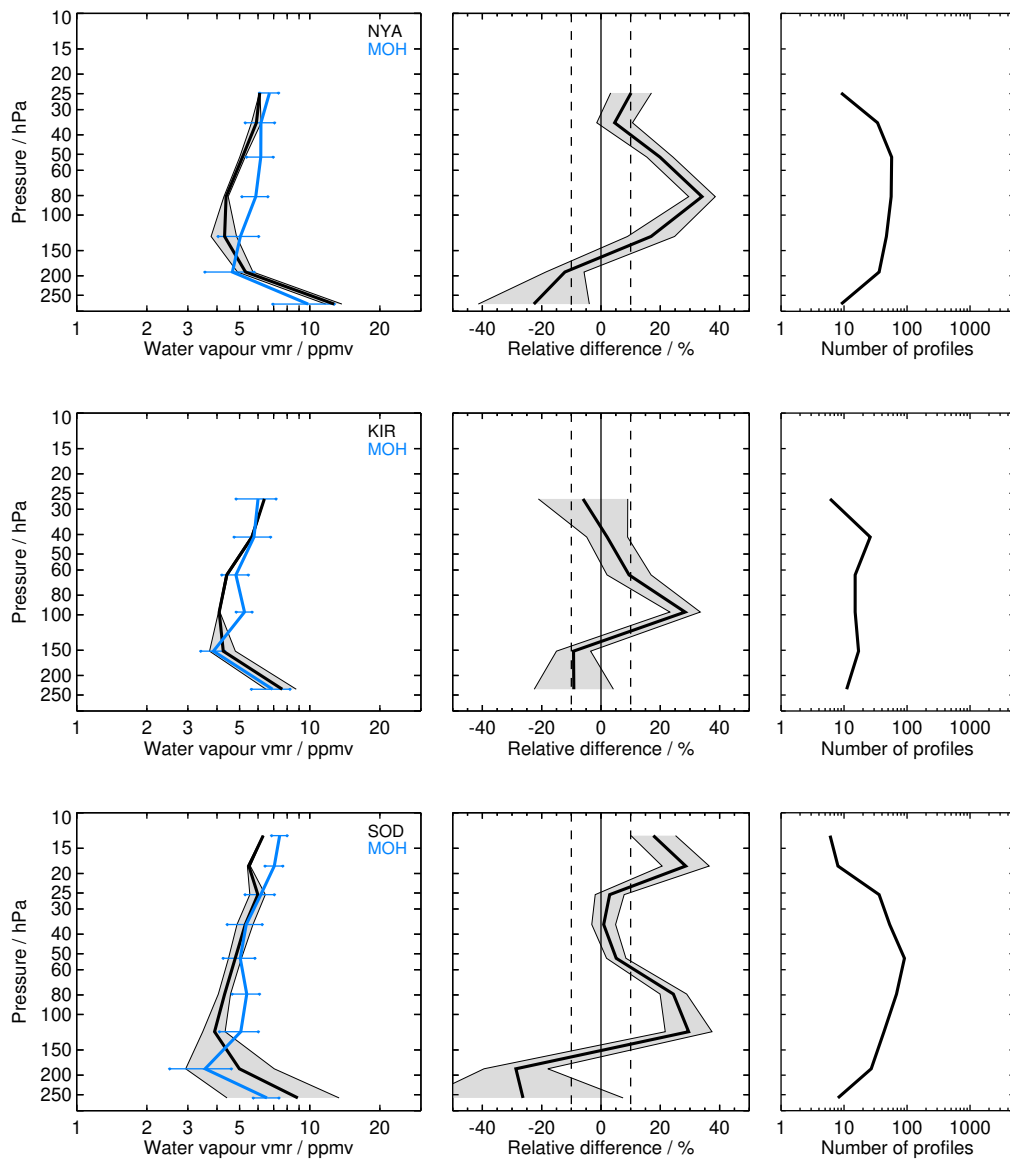 10
15
20
25
30
40
50
60
80
100
150
200
250
Pressure / hPa
NYA
MOH
1 2 3 5 10 20
Water vapour vmr / ppmv
-40 -20 0 20 40
Relative difference / %
1 10 100 1000
Number of profiles
10
15
20
25
30
40
50
60
80
100
150
200
250
Pressure / hPa
KIR
MOH
1 2 3 5 10 20
Water vapour vmr / ppmv
-40 -20 0 20 40
Relative difference / %
1 10 100 1000
Number of profiles
10
15
20
25
30
40
50
60
80
100
150
200
250
Pressure / hPa
SOD
MOH
1 2 3 5 10 20
Water vapour vmr / ppmv
-40 -20 0 20 40
Relative difference / %
1 10 100 1000
Number of profiles